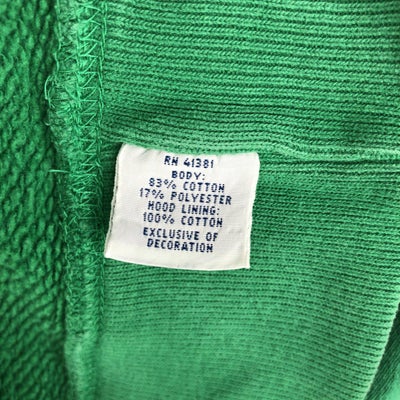 RN 41381
BODY:
83% COTTON
17% POLYESTER
HOOD LINING:
100% COTTON
EXCLUSIVE OF
DECORATION